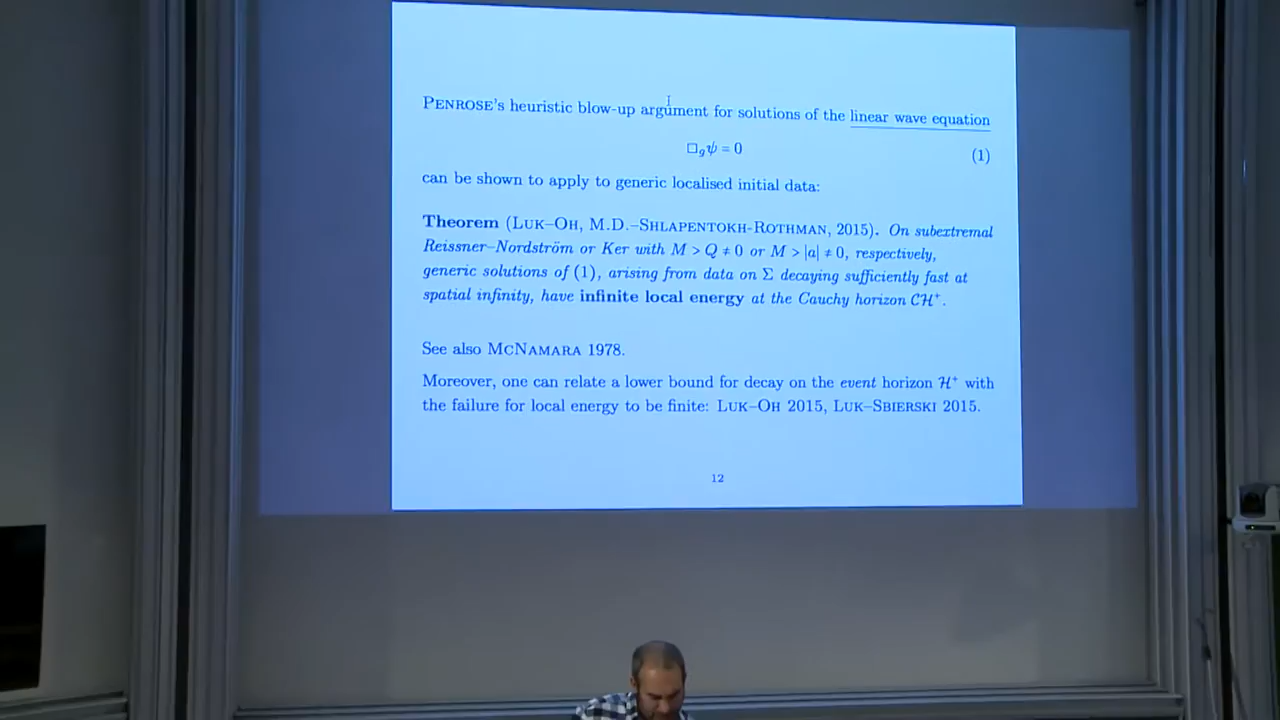 PENROSE's heuristic blow-up argument for solutions of the linear wave equation
□gψ = 0 (1)
can be shown to apply to generic localised initial data:
Theorem (LUK–OH, M.D.–SHLAPENTOKH-ROTHMAN, 2015). On subextremal
Reissner–Nordström or Ker with M > Q ≠ 0 or M > |a| ≠ 0, respectively,
generic solutions of (1), arising from data on Σ decaying sufficiently fast at
spatial infinity, have infinite local energy at the Cauchy horizon CH⁺.
See also MCNAMARA 1978.
Moreover, one can relate a lower bound for decay on the event horizon H⁺ with
the failure for local energy to be finite: LUK–OH 2015, LUK–SBIERSKI 2015.
12